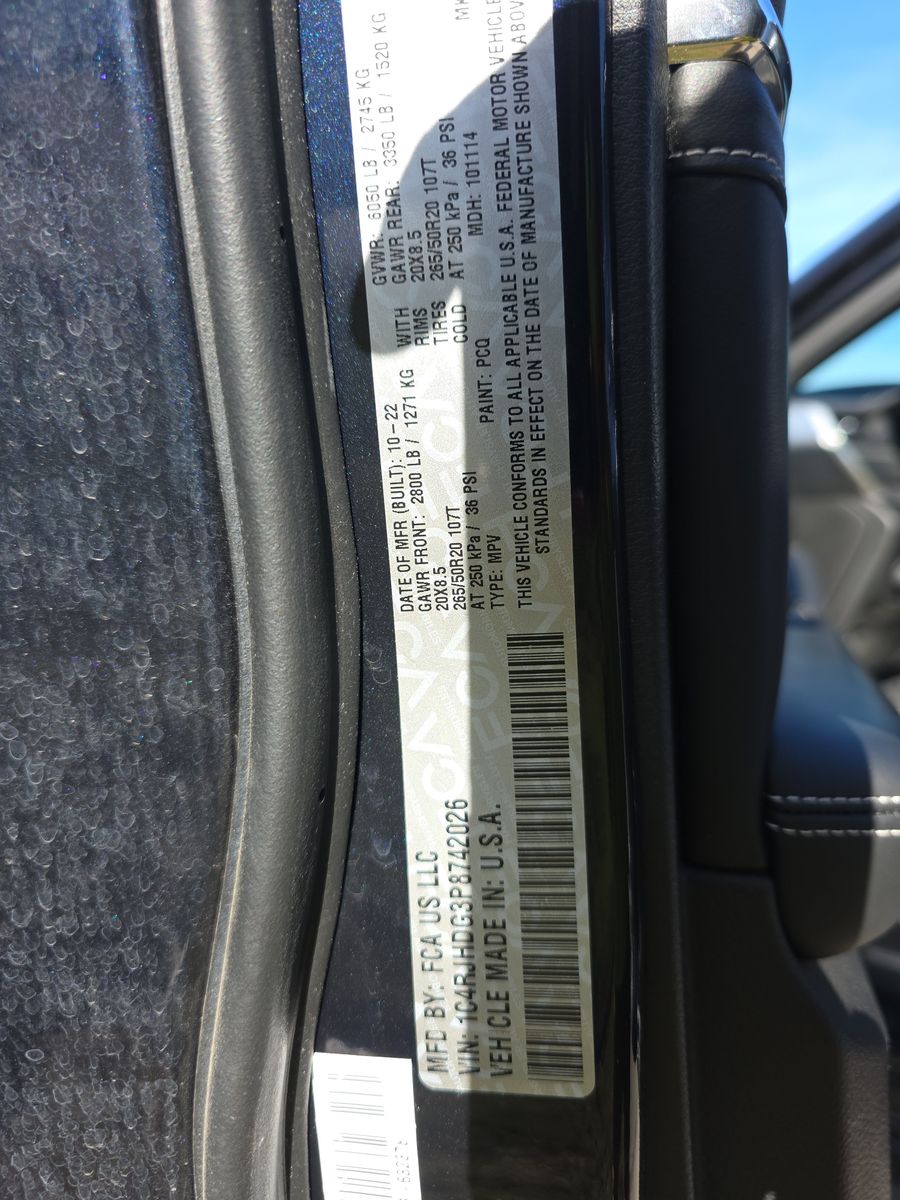 MFD BY: FCA US LLC
DATE OF MFR (BUILT): 10-22
GVWR: 6050 LB / 2745 KG
GAWR FRONT: 2800 LB / 1271 KG
WITH
GAWR REAR: 3350 LB / 1520 KG
20X8.5
RIMS
20X8.5
265/50R20 107T
TIRES
265/50R20 107T
AT 250 kPa / 36 PSI
COLD
AT 250 kPa / 36 PSI
VIN: 1C4RJHDG3P8742026
TYPE: MPV
PAINT: PCQ
MDH: 101114
VEHICLE MADE IN: U.S.A.
THIS VEHICLE CONFORMS TO ALL APPLICABLE U.S.A. FEDERAL MOTOR VEHICLE
STANDARDS IN EFFECT ON THE DATE OF MANUFACTURE SHOWN ABOV